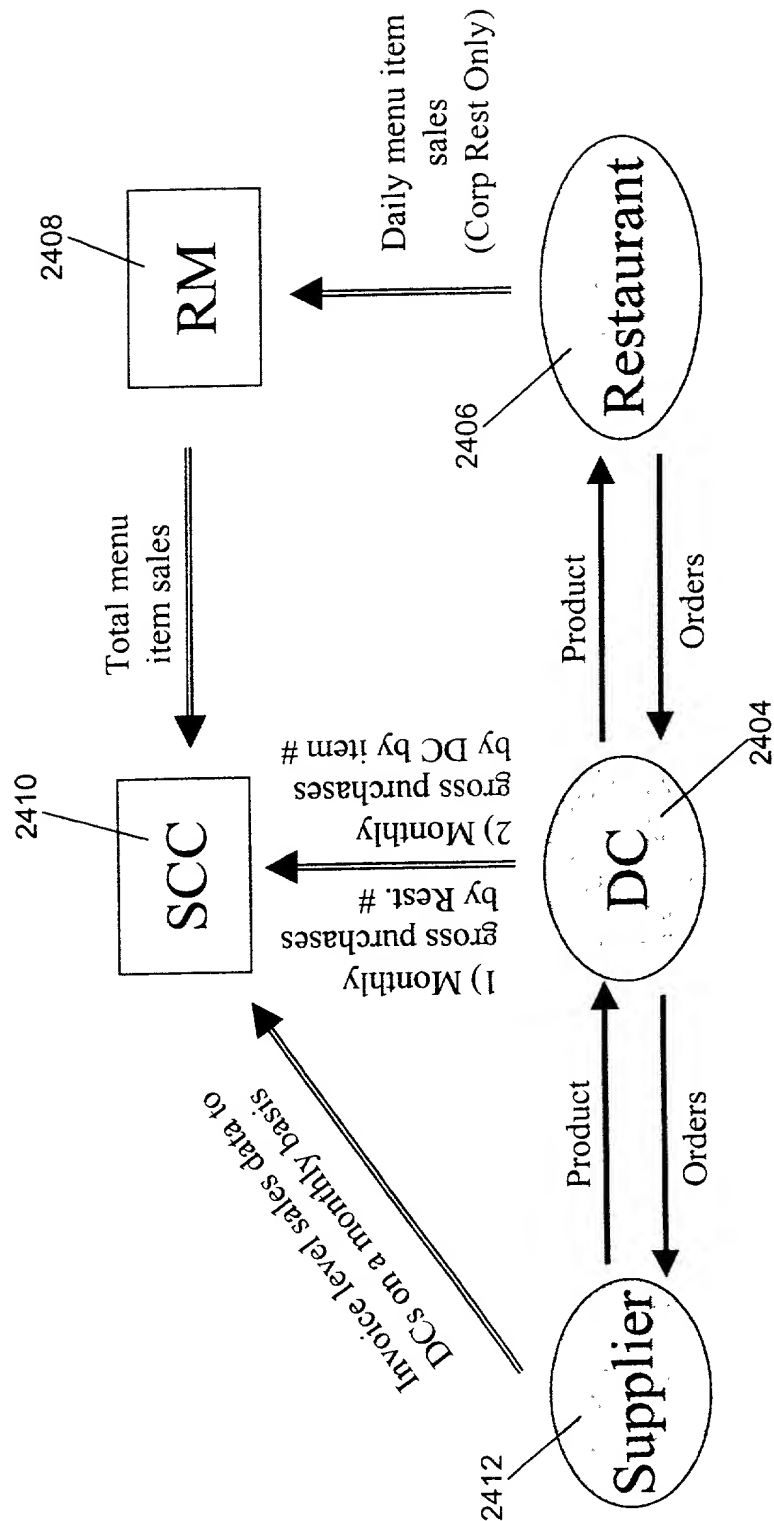 2408
RM
Total menu
item sales
2410
SCC
Daily menu item
sales
(Corp Rest Only)
1) Monthly
gross purchases
by Rest. #
2) Monthly
gross purchases
by DC by item #
Invoice level sales data to
DCs on a monthly basis
2412
Supplier
Product
Orders
DC
2404
Product
Orders
2406
Restaurant